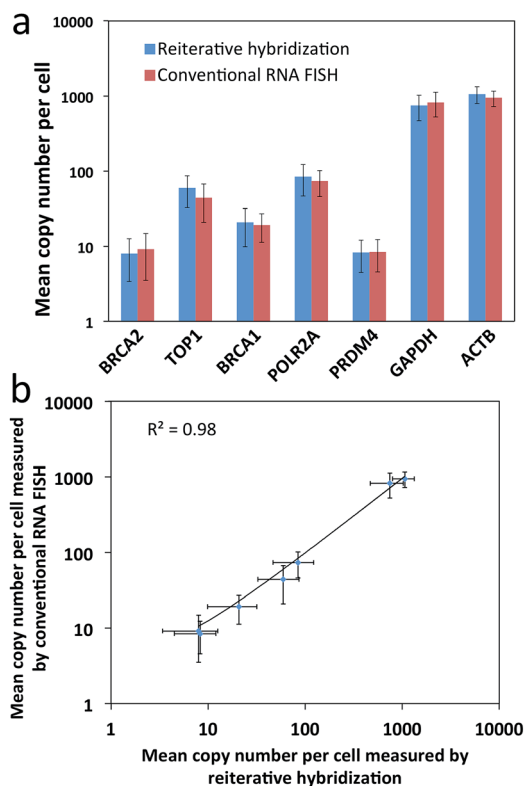 a
Mean copy number per cell
10000
1000
100
10
1
Reiterative hybridization
Conventional RNA FISH
BRCA2
TOP1
BRCA1
POLR2A
PRDM4
GAPDH
ACTB
b
Mean copy number per cell measured
by conventional RNA FISH
10000
1000
100
10
1
R² = 0.98
1
10
100
1000
10000
Mean copy number per cell measured by
reiterative hybridization